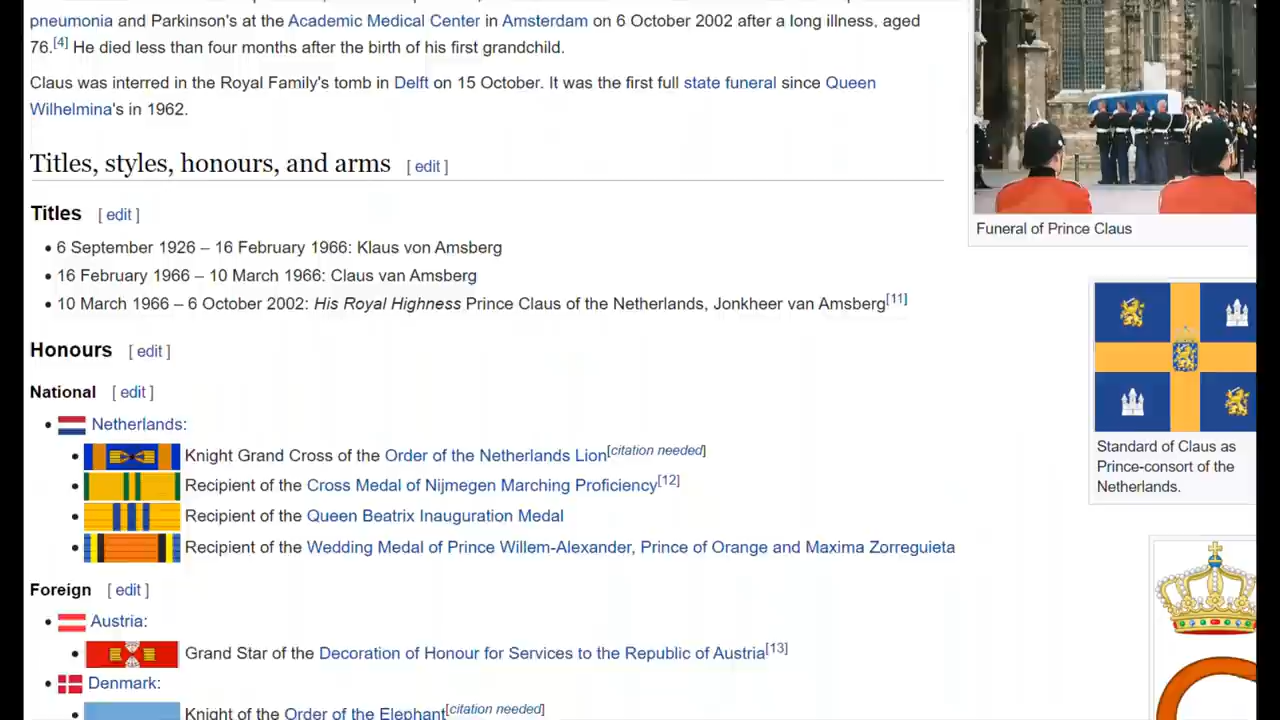 pneumonia and Parkinson's at the Academic Medical Center in Amsterdam on 6 October 2002 after a long illness, aged
76.[4] He died less than four months after the birth of his first grandchild.
Claus was interred in the Royal Family's tomb in Delft on 15 October. It was the first full state funeral since Queen
Wilhelmina's in 1962.
Funeral of Prince Claus
Titles, styles, honours, and arms [ edit ]
Titles [ edit ]
• 6 September 1926 – 16 February 1966: Klaus von Amsberg
• 16 February 1966 – 10 March 1966: Claus van Amsberg
• 10 March 1966 – 6 October 2002: His Royal Highness Prince Claus of the Netherlands, Jonkheer van Amsberg[11]
Honours [ edit ]
National [ edit ]
• Netherlands:
• Knight Grand Cross of the Order of the Netherlands Lion[citation needed]
• Recipient of the Cross Medal of Nijmegen Marching Proficiency[12]
• Recipient of the Queen Beatrix Inauguration Medal
• Recipient of the Wedding Medal of Prince Willem-Alexander, Prince of Orange and Maxima Zorreguieta
Standard of Claus as
Prince-consort of the
Netherlands.
Foreign [ edit ]
• Austria:
• Grand Star of the Decoration of Honour for Services to the Republic of Austria[13]
• Denmark:
• Knight of the Order of the Elephant[citation needed]